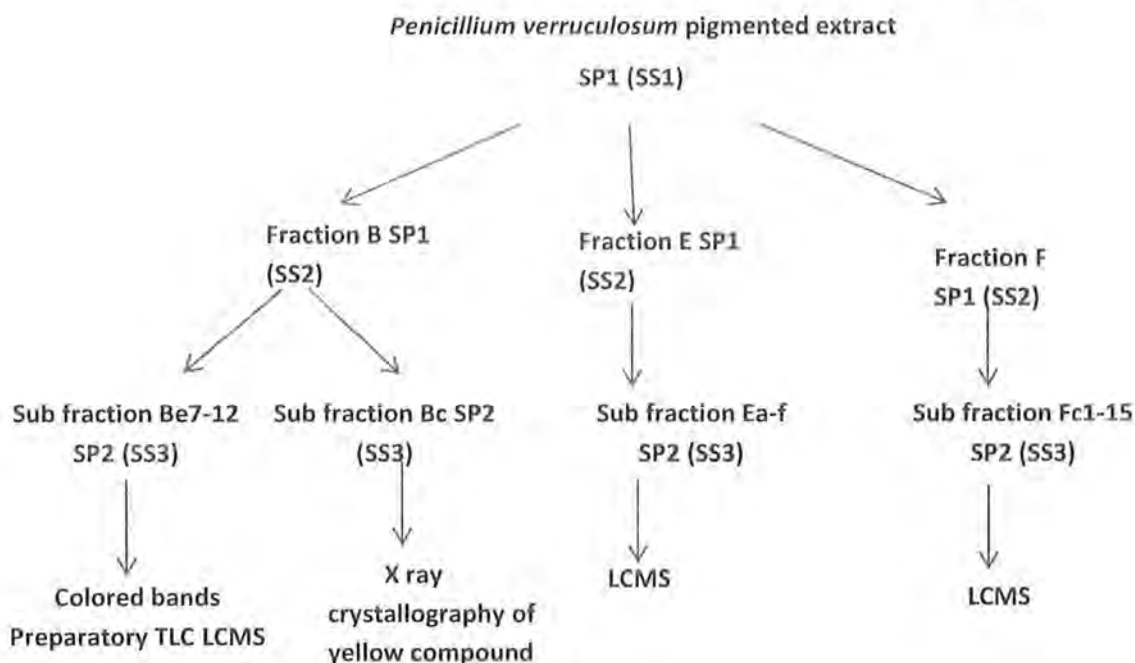 Penicillium verruculosum pigmented extract
SP1 (SS1)
Fraction B SP1
(SS2)
Fraction E SP1
(SS2)
Fraction F
SP1 (SS2)
Sub fraction Be7-12
SP2 (SS3)
Sub fraction Bc SP2
(SS3)
Sub fraction Ea-f
SP2 (SS3)
Sub fraction Fc1-15
SP2 (SS3)
Colored bands
Preparatory TLC LCMS
X ray
crystallography of
yellow compound
LCMS
LCMS